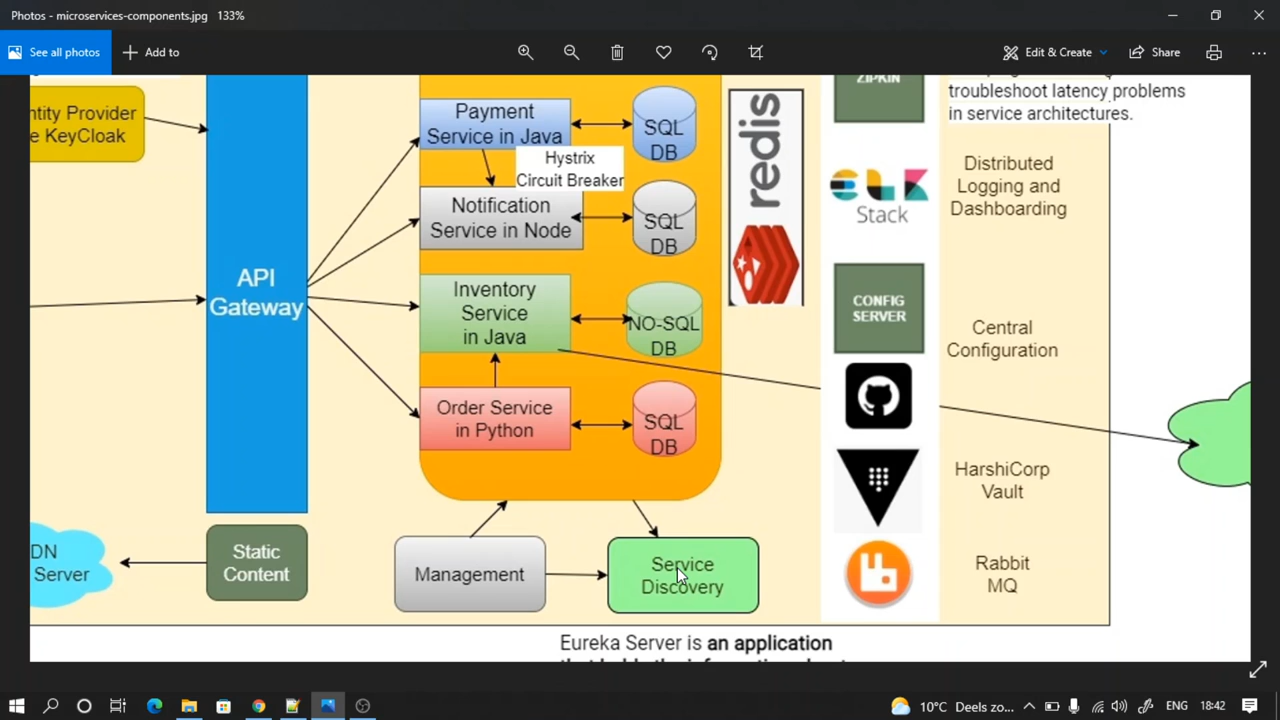 Photos - microservices-components.jpg 133%
See all photos
Add to
Edit & Create
Share
ntity Provider
e KeyCloak
API
Gateway
DN
Server
Static
Content
Payment
Service in Java
SQL
DB
Hystrix
Circuit Breaker
Notification
Service in Node
SQL
DB
Inventory
Service
in Java
NO-SQL
DB
Order Service
in Python
SQL
DB
Management
Service
Discovery
redis
ZIPKIN
troubleshoot latency problems
in service architectures.
ELK
Stack
Distributed
Logging and
Dashboarding
CONFIG
SERVER
Central
Configuration
HarshiCorp
Vault
Rabbit
MQ
Eureka Server is an application
10°C Deels zo...
ENG
18:42